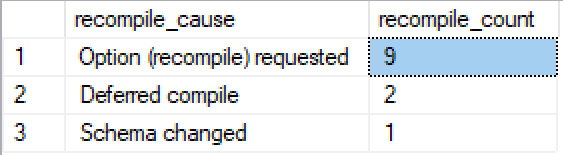 recompile_cause recompile_count
1 Option (recompile) requested 9
2 Deferred compile 2
3 Schema changed 1